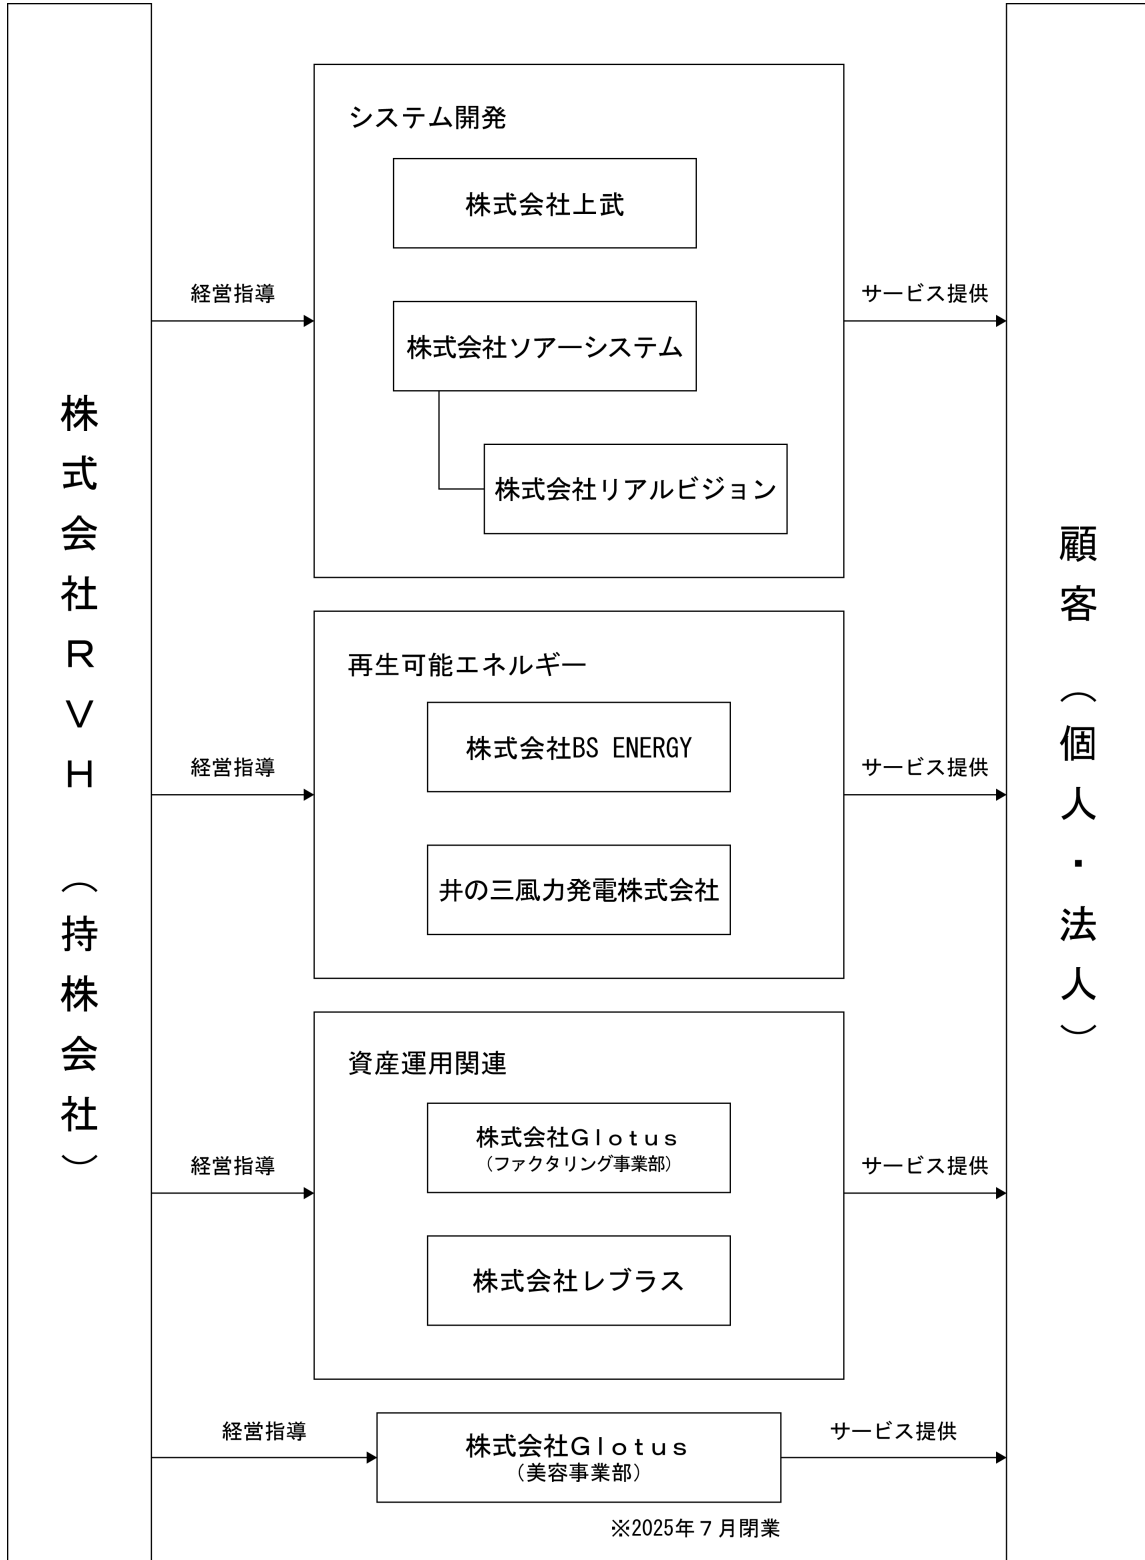 株式会社ＲＶＨ （持株会社）
システム開発
株式会社上武
経営指導
サービス提供
株式会社ソアーシステム
株式会社リアルビジョン
再生可能エネルギー
株式会社BS ENERGY
経営指導
サービス提供
井の三風力発電株式会社
資産運用関連
株式会社Ｇｌｏｔｕｓ
（ファクタリング事業部）
経営指導
サービス提供
株式会社レブラス
経営指導
株式会社Ｇｌｏｔｕｓ
（美容事業部）
サービス提供
※2025年７月閉業
顧客 （個人・法人）